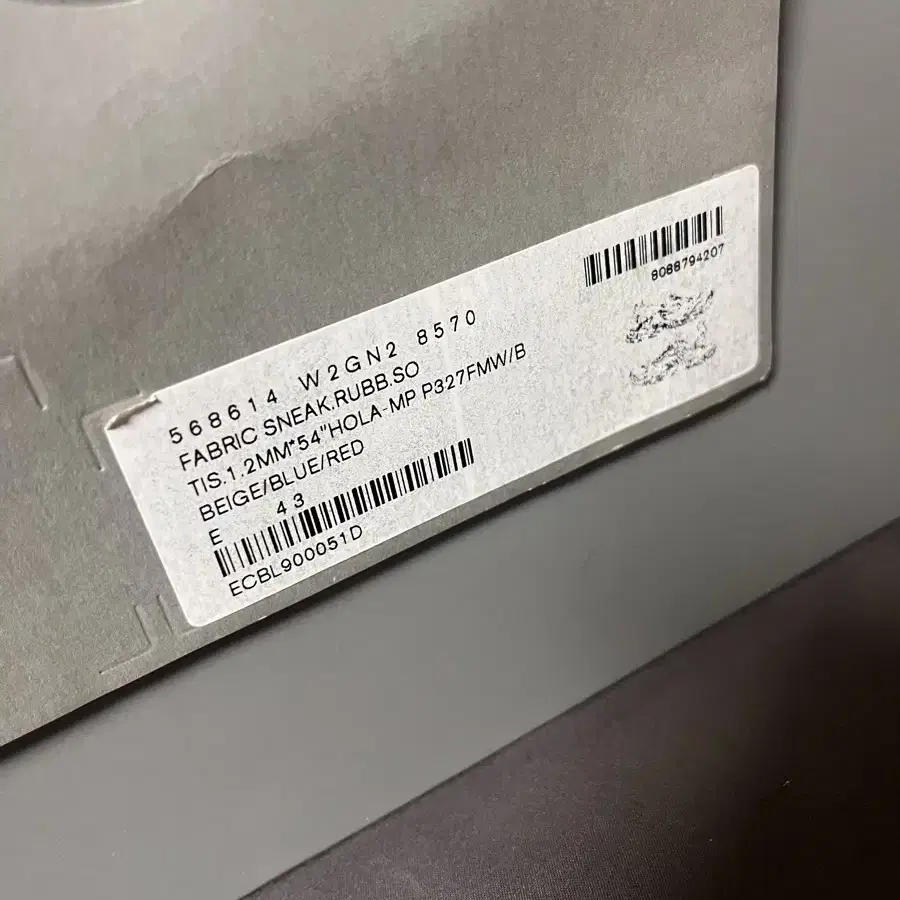 8088794207
568614 W2GN2 8570
FABRIC SNEAK.RUBB.SO
TIS.1.2MM*54"HOLA-MP P327FMW/B
BEIGE/BLUE/RED
E 43
ECBL900051D